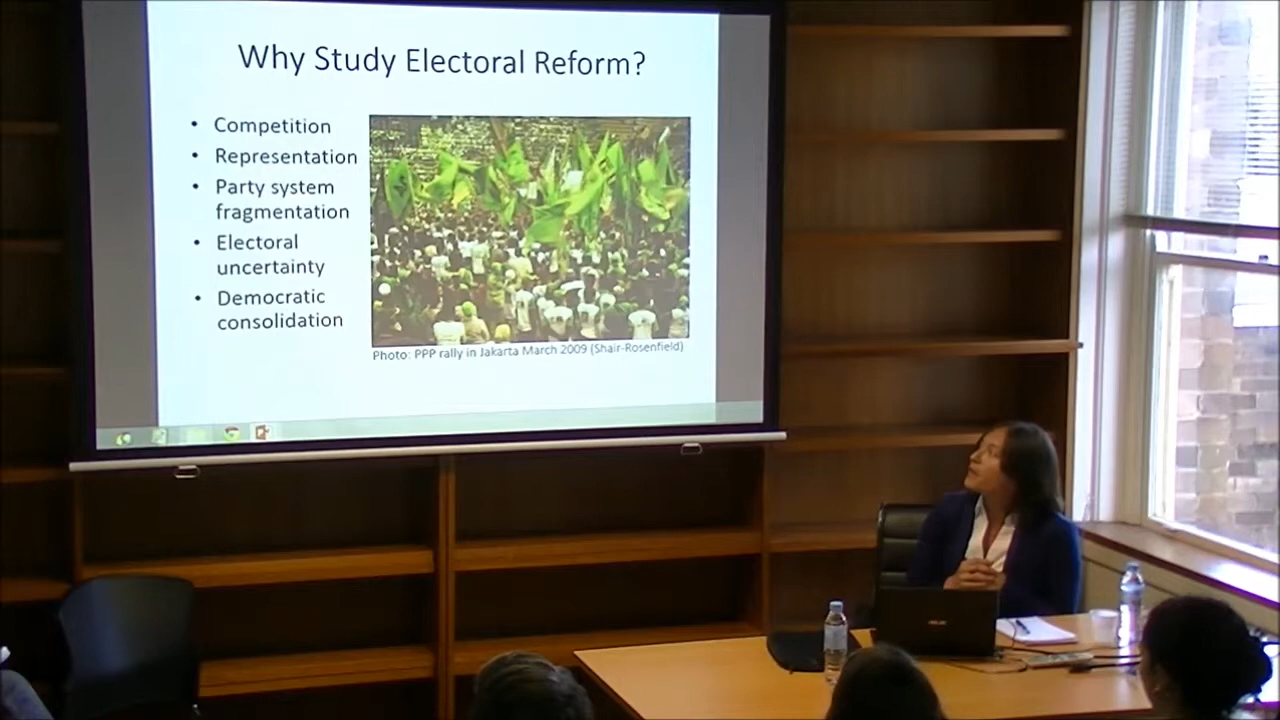 Why Study Electoral Reform?
• Competition
• Representation
• Party system
fragmentation
• Electoral
uncertainty
• Democratic
consolidation
Photo: PPP rally in Jakarta March 2009 (Shair-Rosenfield)
ASUS